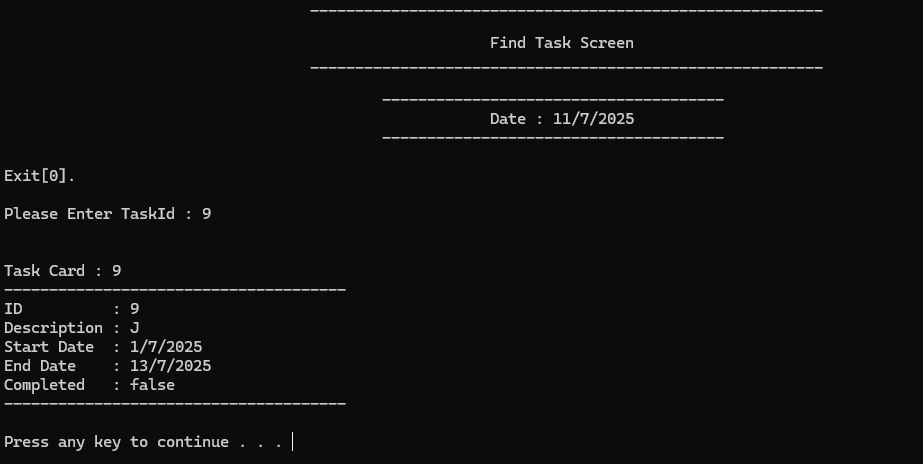 Find Task Screen
Date : 11/7/2025
Exit[0].
Please Enter TaskId : 9
Task Card : 9
ID : 9
Description : J
Start Date : 1/7/2025
End Date : 13/7/2025
Completed : false
Press any key to continue . . .